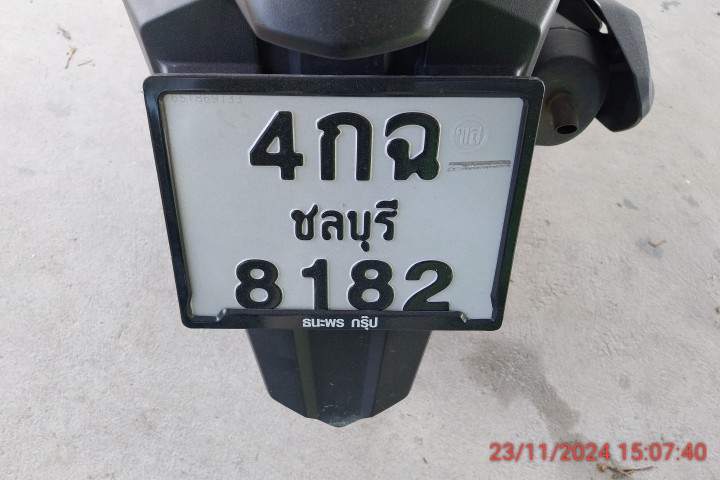 4กฉ
ชลบุรี
8182
ธนะพร กรุ๊ป
23/11/2024 15:07:40